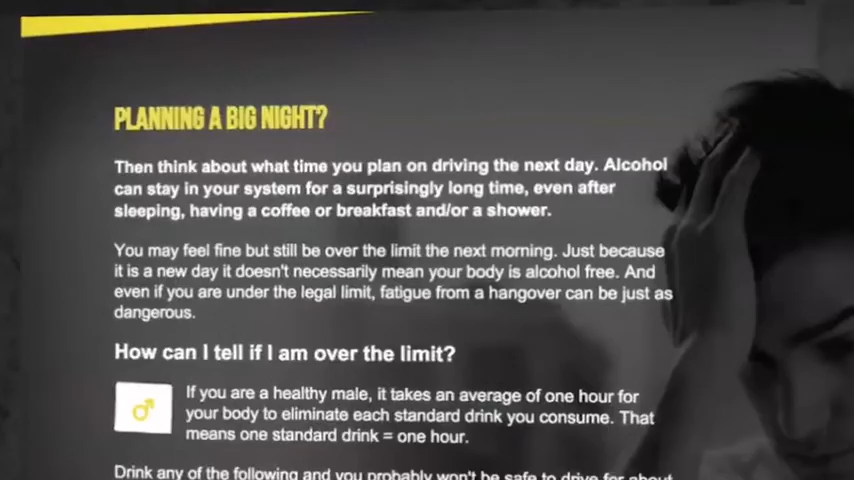 PLANNING A BIG NIGHT?
Then think about what time you plan on driving the next day. Alcohol
can stay in your system for a surprisingly long time, even after
sleeping, having a coffee or breakfast and/or a shower.
You may feel fine but still be over the limit the next morning. Just because
it is a new day it doesn't necessarily mean your body is alcohol free. And
even if you are under the legal limit, fatigue from a hangover can be just as
dangerous.
How can I tell if I am over the limit?
If you are a healthy male, it takes an average of one hour for
your body to eliminate each standard drink you consume. That
means one standard drink = one hour.
Drink any of the following and you probably won't be safe to drive for about